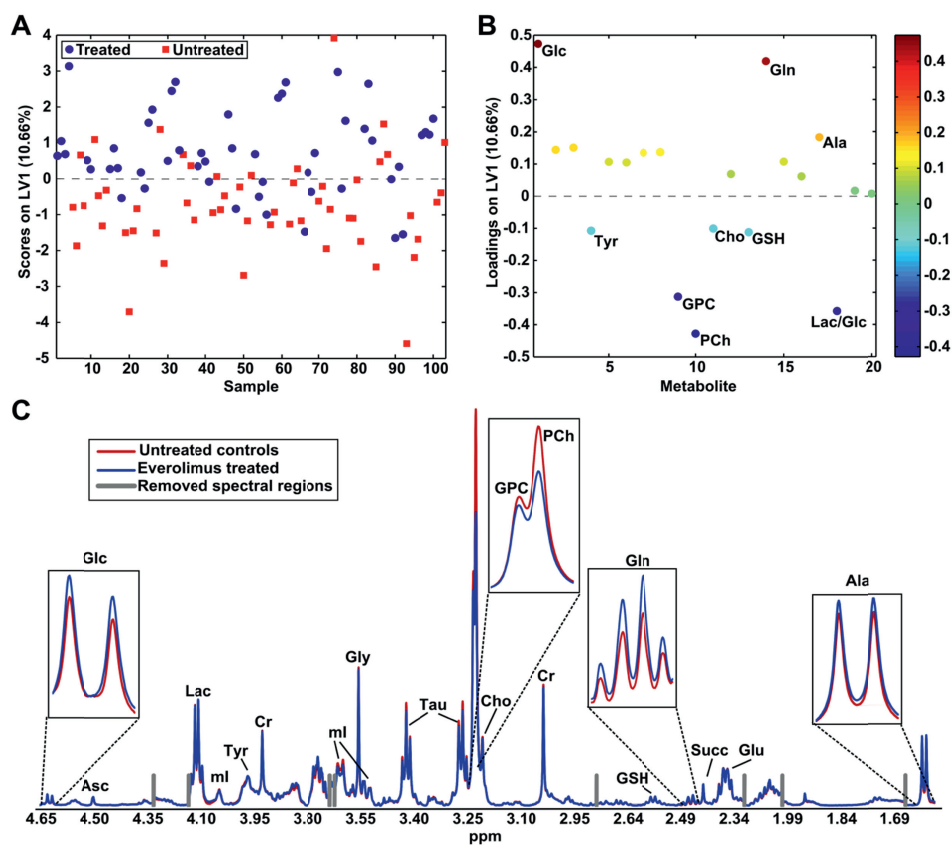 A
Treated Untreated
Scores on LV1 (10.66%)
4
3
2
1
0
-1
-2
-3
-4
-5
10 20 30 40 50 60 70 80 90 100
Sample
B
Loadings on LV1 (10.66%)
0.5
0.4
0.3
0.2
0.1
0
-0.1
-0.2
-0.3
-0.4
-0.5
Glc
Gln
Ala
Tyr
Cho
GSH
GPC
PCh
Lac/Glc
5 10 15 20
Metabolite
0.4
0.3
0.2
0.1
0
-0.1
-0.2
-0.3
-0.4
C
Untreated controls
Everolimus treated
Removed spectral regions
PCh
GPC
Glc
Gln
Ala
Lac
Cr
Gly
Tau
Cho
Cr
Tyr
mI
mI
Asc
GSH
Succ
Glu
4.65 4.50 4.35 4.10 3.95 3.80 3.55 3.40 3.25 3.10 2.95 2.64 2.49 2.34 1.99 1.84 1.69
ppm